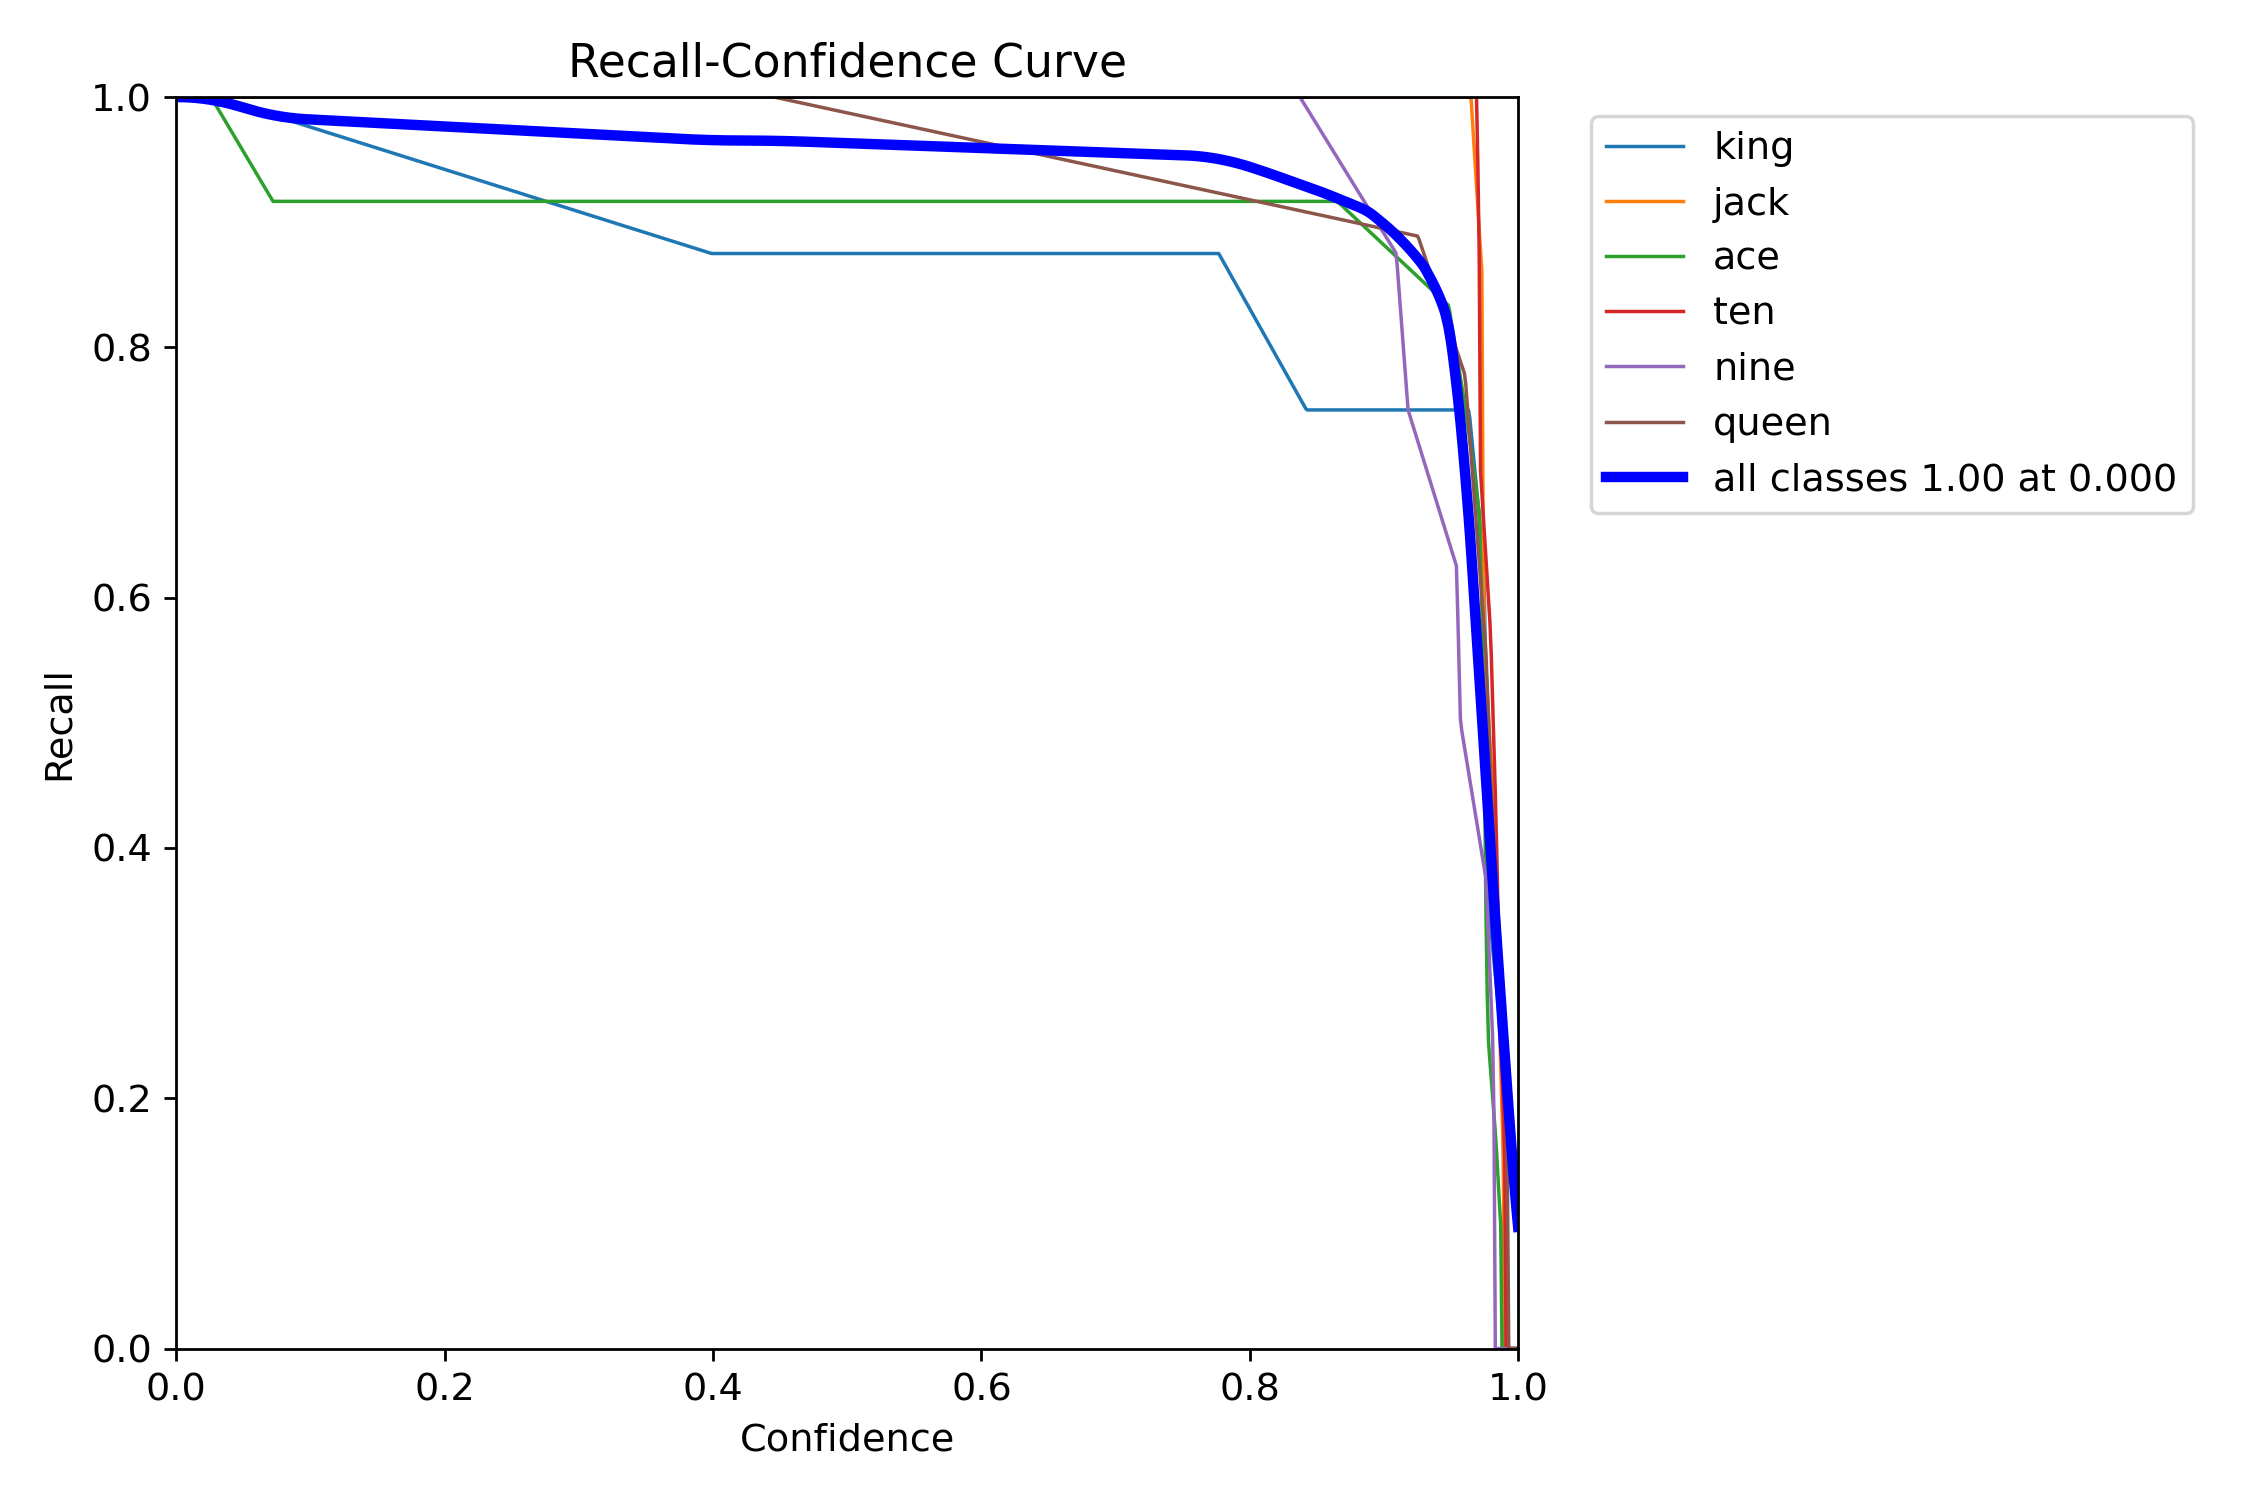 Recall-Confidence Curve
1.0
0.8
0.6
0.4
0.2
0.0
Recall
0.0 0.2 0.4 0.6 0.8 1.0
Confidence
king
jack
ace
ten
nine
queen
all classes 1.00 at 0.000